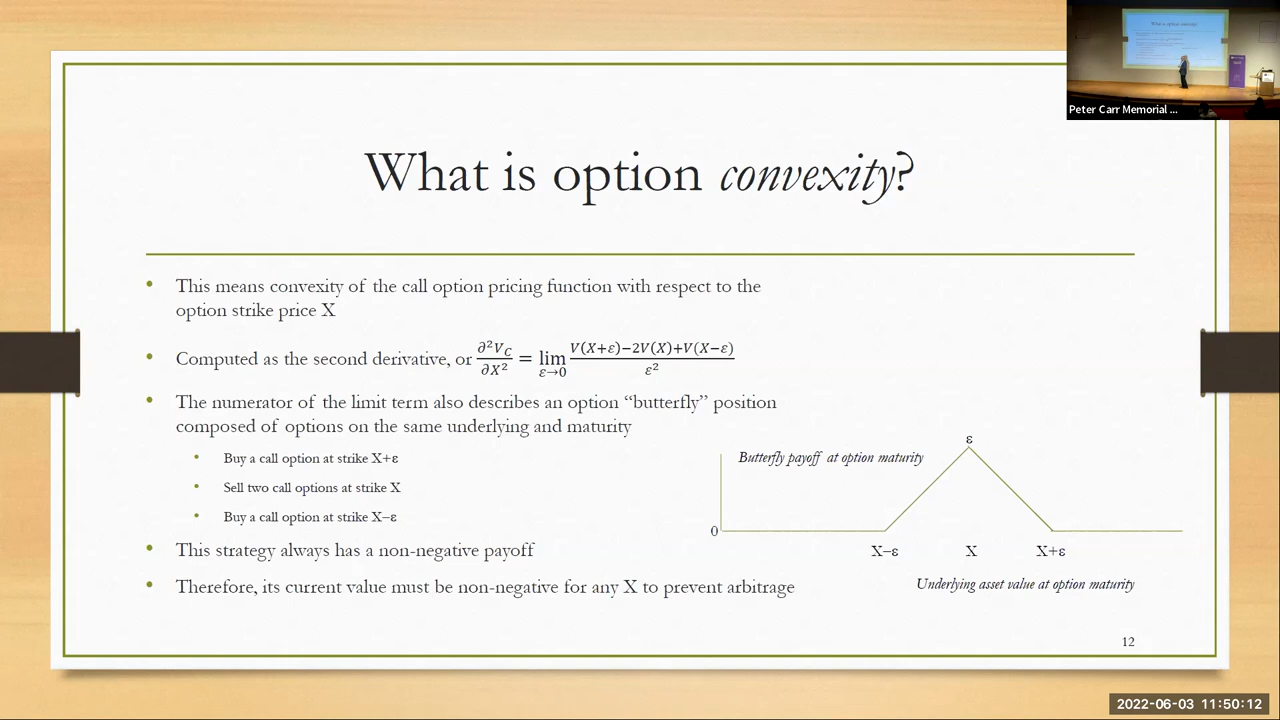 Peter Carr Memorial ...
What is option convexity?
• This means convexity of the call option pricing function with respect to the
option strike price X
• Computed as the second derivative, or ∂²V_C/∂X² = lim_{ε→0} (V(X+ε)−2V(X)+V(X−ε))/ε²
• The numerator of the limit term also describes an option “butterfly” position
composed of options on the same underlying and maturity
• Buy a call option at strike X+ε
• Sell two call options at strike X
• Buy a call option at strike X−ε
• This strategy always has a non-negative payoff
• Therefore, its current value must be non-negative for any X to prevent arbitrage
ε
Butterfly payoff at option maturity
0
X−ε X X+ε
Underlying asset value at option maturity
12
2022-06-03 11:50:12